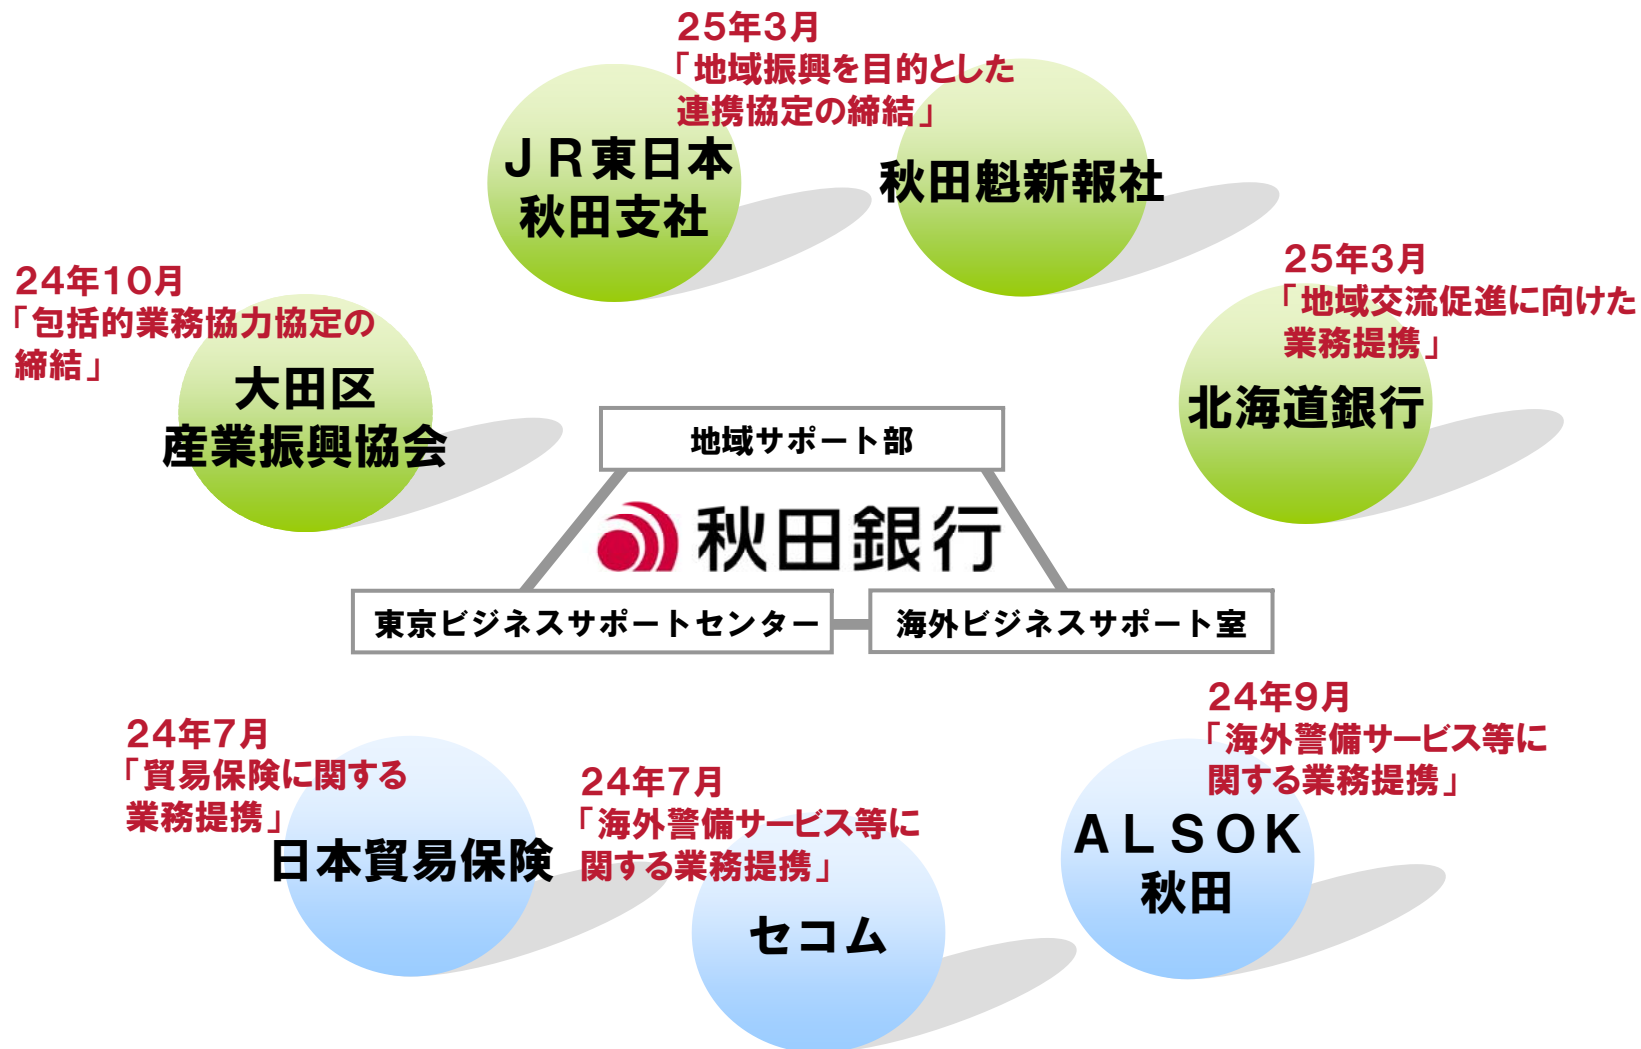 25年3月
「地域振興を目的とした
連携協定の締結」
JR東日本
秋田支社
秋田魁新報社
24年10月
「包括的業務協力協定の
締結」
大田区
産業振興協会
25年3月
「地域交流促進に向けた
業務提携」
北海道銀行
地域サポート部
秋田銀行
東京ビジネスサポートセンター
海外ビジネスサポート室
24年7月
「貿易保険に関する
業務提携」
日本貿易保険
24年7月
「海外警備サービス等に
関する業務提携」
セコム
24年9月
「海外警備サービス等に
関する業務提携」
ALSOK
秋田